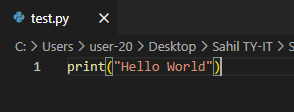 test.py
C: > Users > user-20 > Desktop > Sahil TY-IT > S
1 print("Hello World")